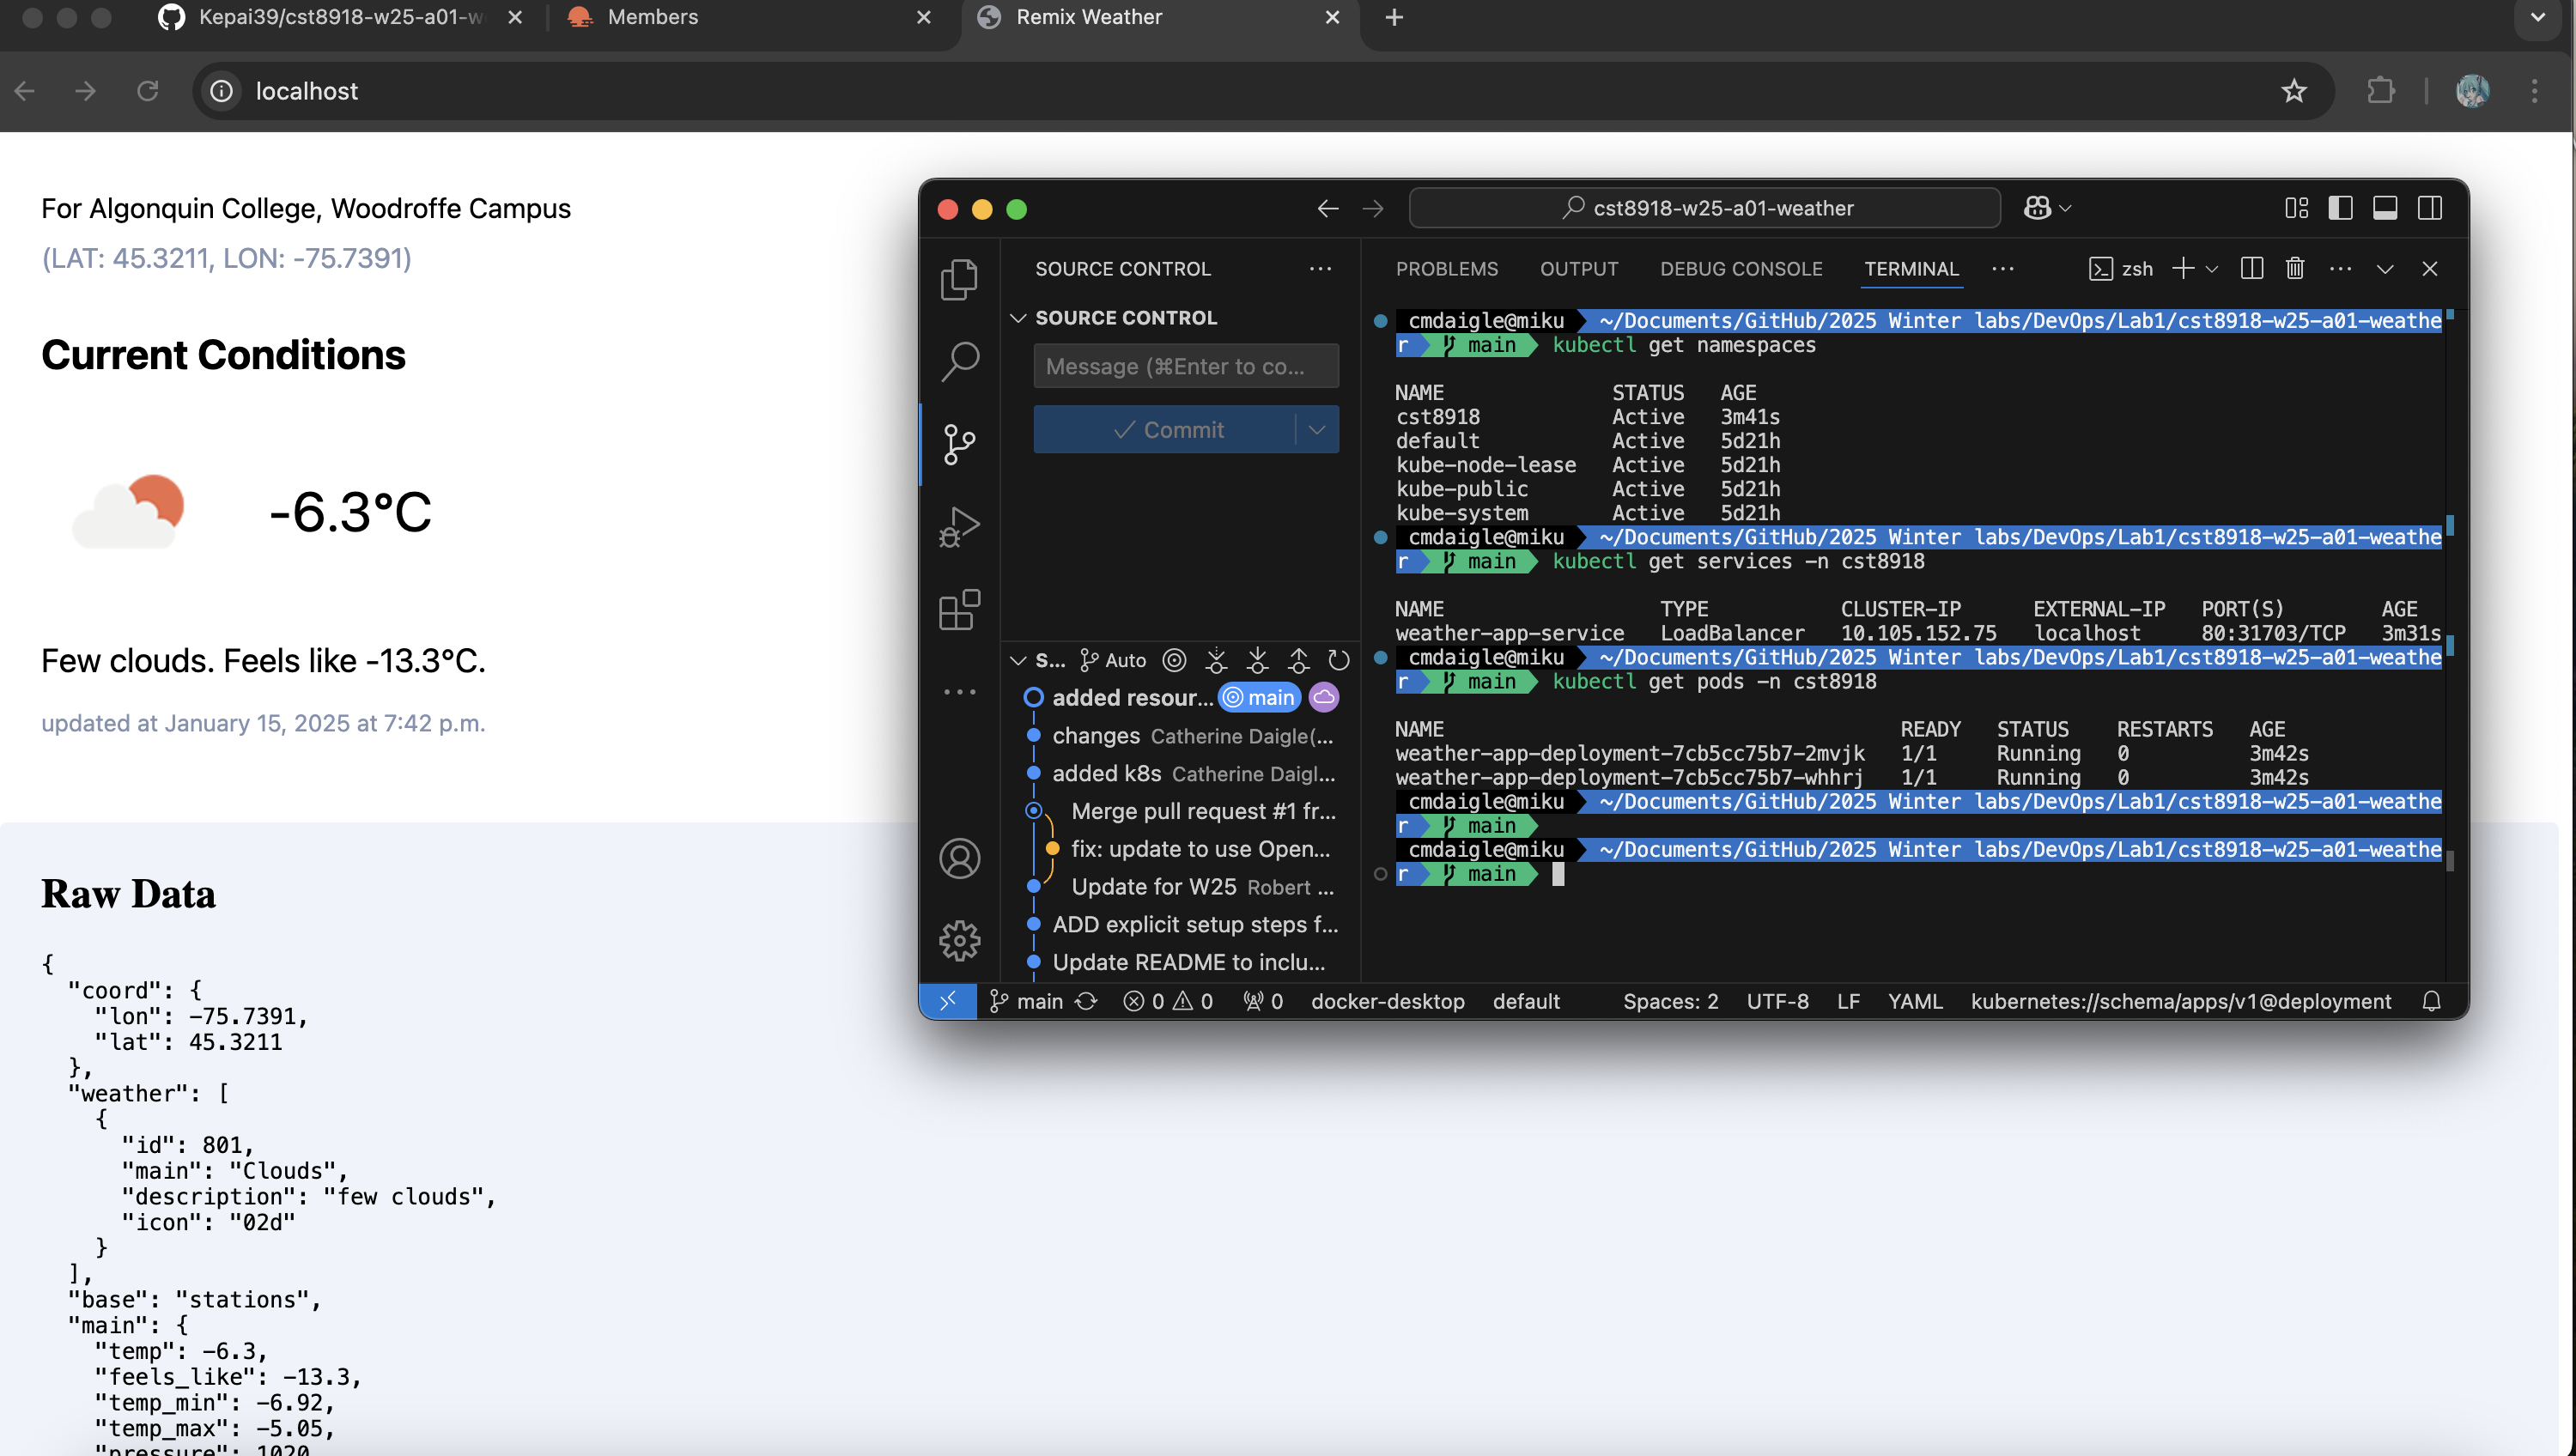 Kepai39/cst8918-w25-a01-w
Members
Remix Weather
localhost
For Algonquin College, Woodroffe Campus
(LAT: 45.3211, LON: -75.7391)
Current Conditions
-6.3°C
Few clouds. Feels like -13.3°C.
updated at January 15, 2025 at 7:42 p.m.
Raw Data
{
  "coord": {
    "lon": -75.7391,
    "lat": 45.3211
  },
  "weather": [
    {
      "id": 801,
      "main": "Clouds",
      "description": "few clouds",
      "icon": "02d"
    }
  ],
  "base": "stations",
  "main": {
    "temp": -6.3,
    "feels_like": -13.3,
    "temp_min": -6.92,
    "temp_max": -5.05,
    "pressure": 1020
cst8918-w25-a01-weather
SOURCE CONTROL
SOURCE CONTROL
Message (⌘Enter to co...
Commit
S... Auto
added resour... main
changes Catherine Daigle(...
added k8s Catherine Daigl...
Merge pull request #1 fr...
fix: update to use Open...
Update for W25 Robert ...
ADD explicit setup steps f...
Update README to inclu...
PROBLEMS OUTPUT DEBUG CONSOLE TERMINAL zsh
cmdaigle@miku ~/Documents/GitHub/2025 Winter labs/DevOps/Lab1/cst8918-w25-a01-weathe
r main kubectl get namespaces
NAME STATUS AGE
cst8918 Active 3m41s
default Active 5d21h
kube-node-lease Active 5d21h
kube-public Active 5d21h
kube-system Active 5d21h
cmdaigle@miku ~/Documents/GitHub/2025 Winter labs/DevOps/Lab1/cst8918-w25-a01-weathe
r main kubectl get services -n cst8918
NAME TYPE CLUSTER-IP EXTERNAL-IP PORT(S) AGE
weather-app-service LoadBalancer 10.105.152.75 localhost 80:31703/TCP 3m31s
cmdaigle@miku ~/Documents/GitHub/2025 Winter labs/DevOps/Lab1/cst8918-w25-a01-weathe
r main kubectl get pods -n cst8918
NAME READY STATUS RESTARTS AGE
weather-app-deployment-7cb5cc75b7-2mvjk 1/1 Running 0 3m42s
weather-app-deployment-7cb5cc75b7-whhrj 1/1 Running 0 3m42s
cmdaigle@miku ~/Documents/GitHub/2025 Winter labs/DevOps/Lab1/cst8918-w25-a01-weathe
r main
cmdaigle@miku ~/Documents/GitHub/2025 Winter labs/DevOps/Lab1/cst8918-w25-a01-weathe
r main
main 0 0 0 docker-desktop default Spaces: 2 UTF-8 LF YAML kubernetes://schema/apps/v1@deployment